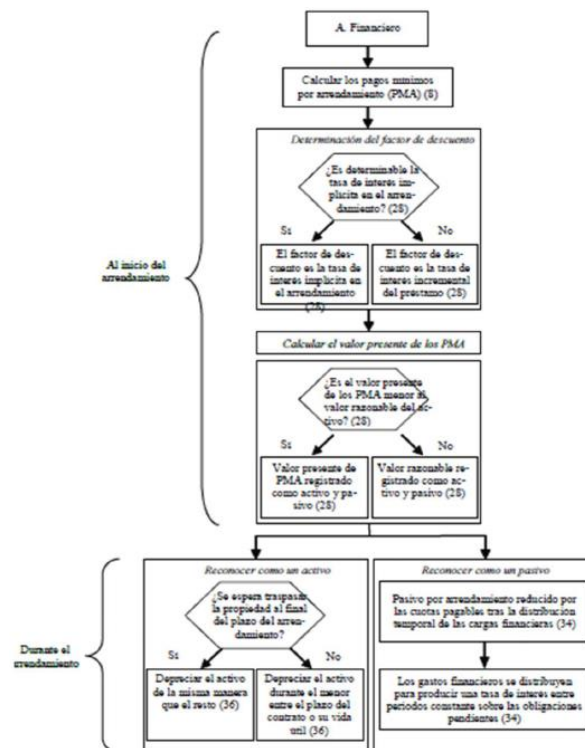 A. Financiero
Calcular los pagos mínimos
por arrendamiento (PMA) (8)
Determinación del factor de descuento
¿Es determinable la
tasa de interés im-
plícita en el arren-
damiento? (28)
Si
No
El factor de des-
cuento es la tasa de
interés implícita en
el arrendamiento
(28)
El factor de des-
cuento es la tasa de
interés incremental
del préstamo (28)
Al inicio del
arrendamiento
Calcular el valor presente de los PMA
¿Es el valor presente
de los PMA menor al
valor razonable del ac-
tivo? (28)
Si
No
Valor presente de
PMA registrado
como activo y pa-
sivo (28)
Valor razonable re-
gistrado como ac-
tivo y pasivo (28)
Reconocer como un activo
¿Se espera traspasar
la propiedad al final
del plazo del arren-
damiento?
Si
No
Depreciar el activo
de la misma manera
que el resto (36)
Depreciar el activo
durante el menor
entre el plazo del
contrato o su vida
útil (36)
Reconocer como un pasivo
Pasivo por arrendamiento reducido por
las cuotas pagables tras la distribución
temporal de las cargas financieras (34)
Los gastos financieros se distribuyen
para producir una tasa de interés entre
periodos constante sobre las obligaciones
pendientes (34)
Durante el
arrendamiento